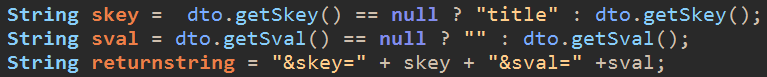 String skey =  dto.getSkey() == null ? "title" : dto.getSkey();
String sval = dto.getSval() == null ? "" : dto.getSval();
String returnstring = "&skey=" + skey + "&sval=" +sval;